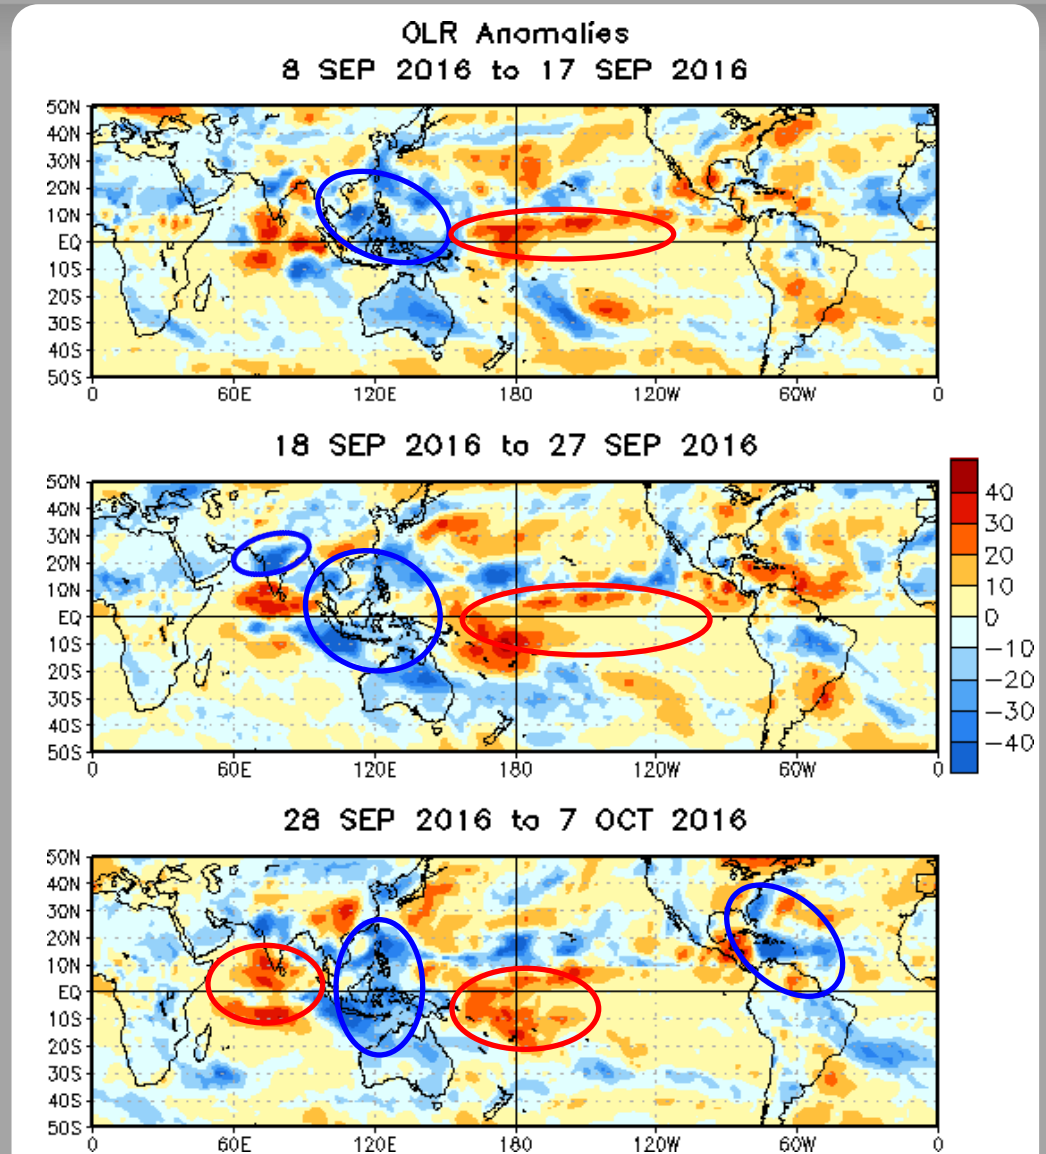 OLR Anomalies
8 SEP 2016 to 17 SEP 2016
50N
40N
30N
20N
10N
EQ
10S
20S
30S
40S
50S
0 60E 120E 180 120W 60W 0
18 SEP 2016 to 27 SEP 2016
50N
40N
30N
20N
10N
EQ
10S
20S
30S
40S
50S
0 60E 120E 180 120W 60W 0
40
30
20
10
0
−10
−20
−30
−40
28 SEP 2016 to 7 OCT 2016
50N
40N
30N
20N
10N
EQ
10S
20S
30S
40S
50S
0 60E 120E 180 120W 60W 0